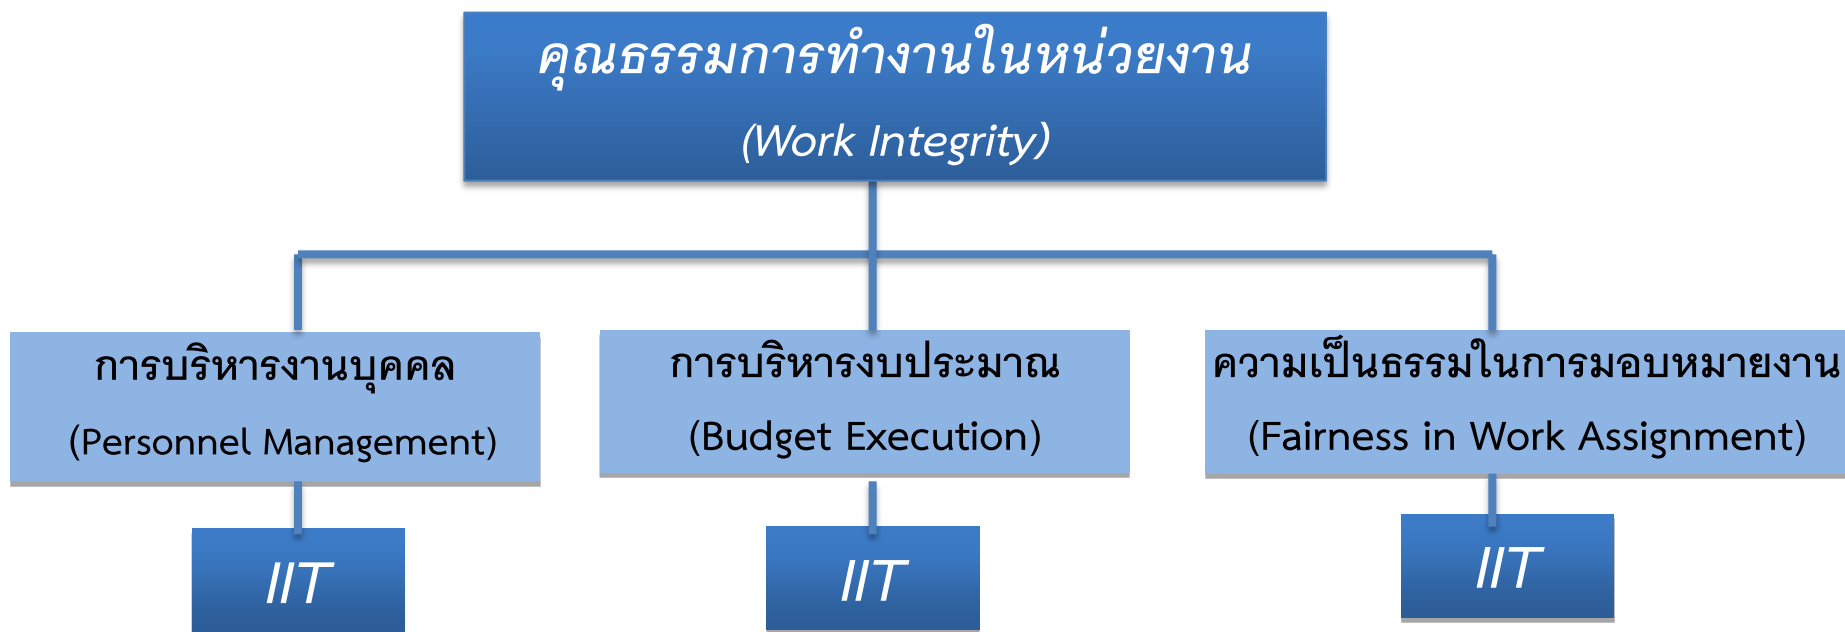 คุณธรรมการทำงานในหน่วยงาน
(Work Integrity)
การบริหารงานบุคคล
(Personnel Management)
การบริหารงบประมาณ
(Budget Execution)
ความเป็นธรรมในการมอบหมายงาน
(Fairness in Work Assignment)
IIT
IIT
IIT